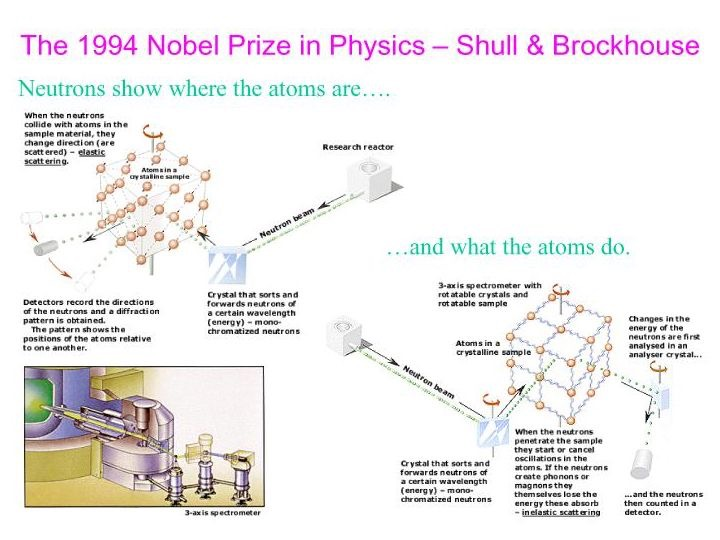 The 1994 Nobel Prize in Physics – Shull & Brockhouse
Neutrons show where the atoms are….
When the neutrons
collide with atoms in the
sample material, they
change direction (are
scattered) – elastic
scattering.
Atoms in a
crystalline sample
Research reactor
Neutron beam
Detectors record the directions
of the neutrons and a diffraction
pattern is obtained.
The pattern shows the
positions of the atoms relative
to one another.
Crystal that sorts and
forwards neutrons of
a certain wavelength
(energy) – mono-
chromatized neutrons
…and what the atoms do.
3-axis spectrometer with
rotatable crystals and
rotatable sample
Atoms in a
crystalline sample
Changes in the
energy of the
neutrons are first
analysed in an
analyser crystal...
Neutron beam
Crystal that sorts and
forwards neutrons of
a certain wavelength
(energy) – mono-
chromatized neutrons
When the neutrons
penetrate the sample
they start or cancel
oscillations in the
atoms. If the neutrons
create phonons or
magnons they
themselves lose the
energy these absorb
– inelastic scattering
...and the neutrons
then counted in a
detector.
3-axis spectrometer